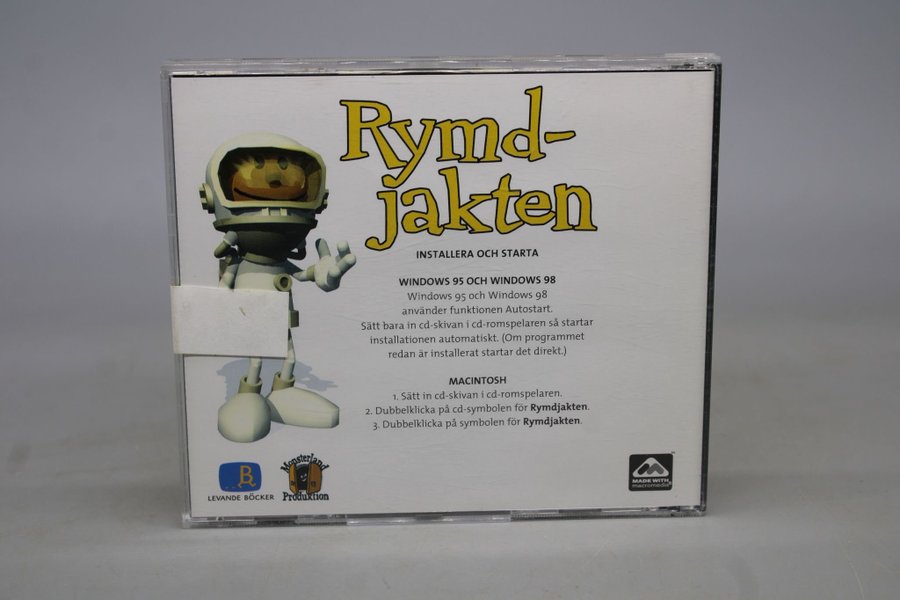 Rymd-
jakten
INSTALLERA OCH STARTA
WINDOWS 95 OCH WINDOWS 98
Windows 95 och Windows 98
använder funktionen Autostart.
Sätt bara in cd-skivan i cd-romspelaren så startar
installationen automatiskt. (Om programmet
redan är installerat startar det direkt.)
MACINTOSH
1. Sätt in cd-skivan i cd-romspelaren.
2. Dubbelklicka på cd-symbolen för Rymdjakten.
3. Dubbelklicka på symbolen för Rymdjakten.
B
LEVANDE BÖCKER
Monsterland
Produktion
MADE WITH
macromedia